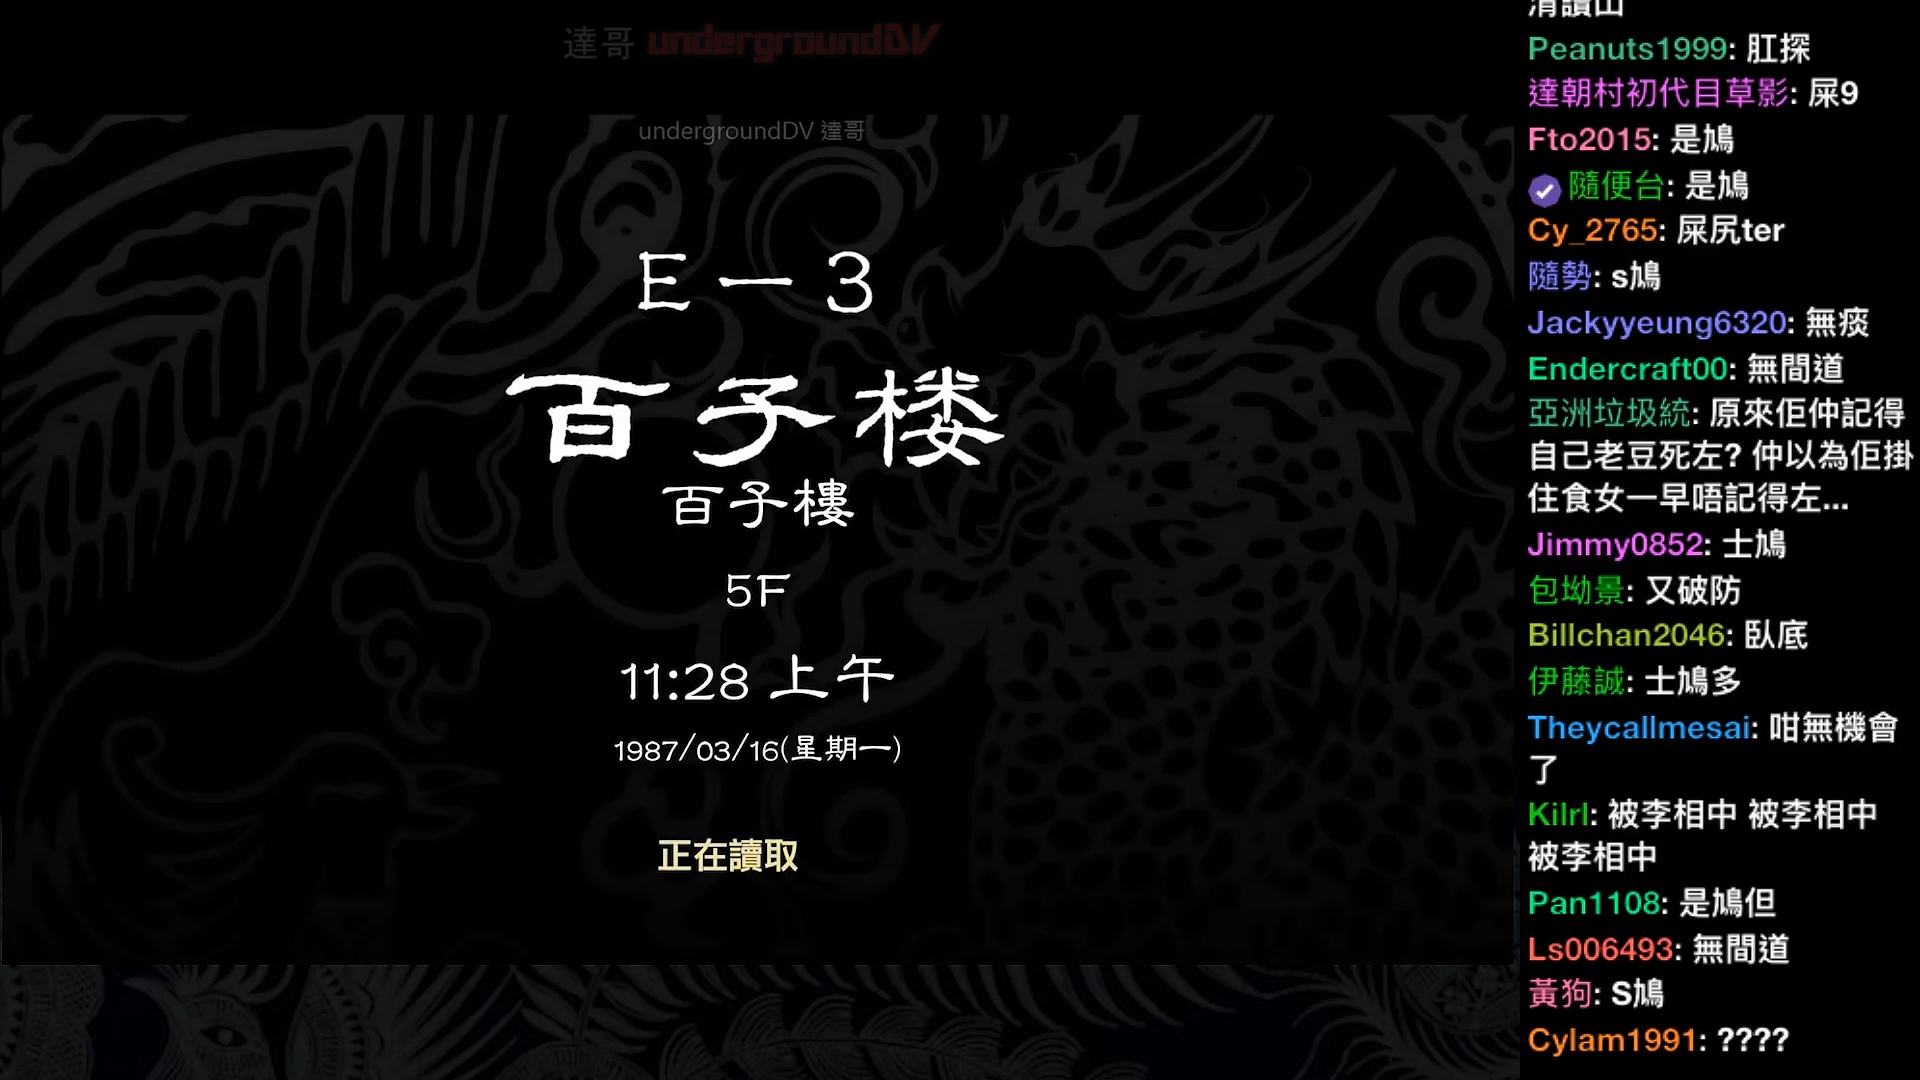 達哥 undergroundDV
undergroundDV 達哥
E－3
百子楼
百子樓
5F
11:28 上午
1987/03/16(星期一)
正在讀取
Peanuts1999: 肛探
達朝村初代目草影: 屎9
Fto2015: 是鳩
隨便台: 是鳩
Cy_2765: 屎尻ter
隨勢: s鳩
Jackyyeung6320: 無痰
Endercraft00: 無間道
亞洲垃圾統: 原來佢仲記得
自己老豆死左? 仲以為佢掛
住食女一早唔記得左...
Jimmy0852: 士鳩
包坳景: 又破防
Billchan2046: 臥底
伊藤誠: 士鳩多
Theycallmesai: 咁無機會
了
Kilrl: 被李相中 被李相中
被李相中
Pan1108: 是鳩但
Ls006493: 無間道
黃狗: S鳩
Cylam1991: ????